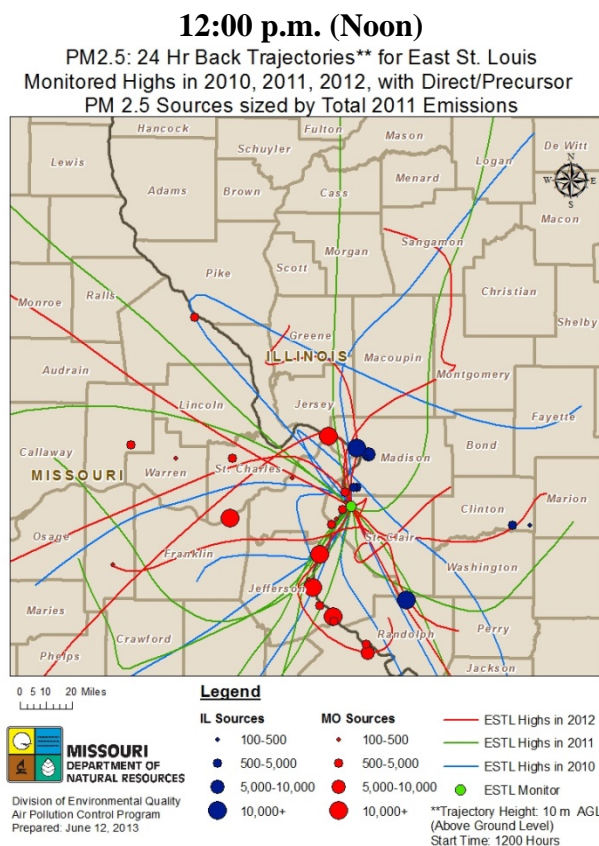 12:00 p.m. (Noon)
PM2.5: 24 Hr Back Trajectories** for East St. Louis
Monitored Highs in 2010, 2011, 2012, with Direct/Precursor
PM 2.5 Sources sized by Total 2011 Emissions
Hancock
Fulton
Mason
Logan
De Witt
Schuyler
Lewis
Adams
Brown
Cass
Menard
N
W E
S
Macon
Sangamon
Morgan
Scott
Pike
Christian
Monroe
Ralls
Shelby
Greene
ILLINOIS
Macoupin
Montgomery
Audrain
Lincoln
Jersey
Fayette
Bond
Callaway
Warren
St. Charles
Madison
MISSOURI
Clinton
Marion
Osage
Franklin
St. Clair
Washington
Jefferson
Maries
Crawford
Randolph
Perry
Phelps
Jackson
0 5 10 20 Miles
Legend
IL Sources
100-500
500-5,000
5,000-10,000
10,000+
MO Sources
100-500
500-5,000
5,000-10,000
10,000+
ESTL Highs in 2012
ESTL Highs in 2011
ESTL Highs in 2010
ESTL Monitor
**Trajectory Height: 10 m AGL
(Above Ground Level)
Start Time: 1200 Hours
MISSOURI
DEPARTMENT OF
NATURAL RESOURCES
Division of Environmental Quality
Air Pollution Control Program
Prepared: June 12, 2013